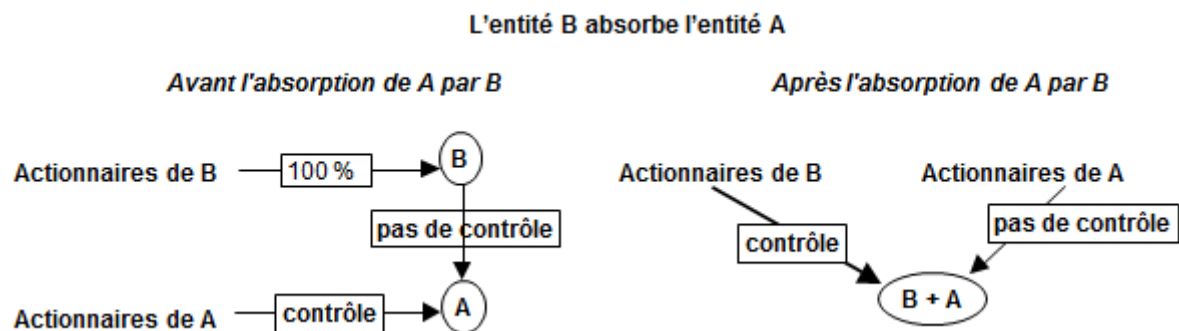 L'entité B absorbe l'entité A
Avant l'absorption de A par B
Après l'absorption de A par B
Actionnaires de B
100 %
B
pas de contrôle
Actionnaires de A
contrôle
A
Actionnaires de B
Actionnaires de A
contrôle
pas de contrôle
B + A